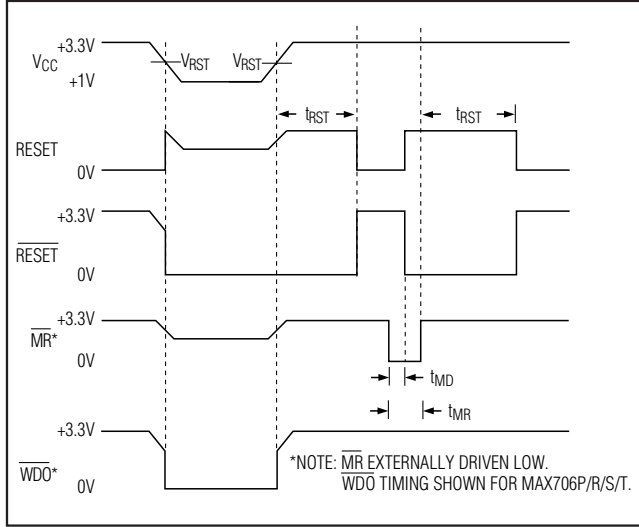 +3.3V
VCC
VRST VRST
+1V
tRST tRST
RESET
0V
+3.3V
RESET
0V
+3.3V
MR*
0V
tMD
tMR
+3.3V
WDO*
0V
*NOTE: MR EXTERNALLY DRIVEN LOW.
WDO TIMING SHOWN FOR MAX706P/R/S/T.